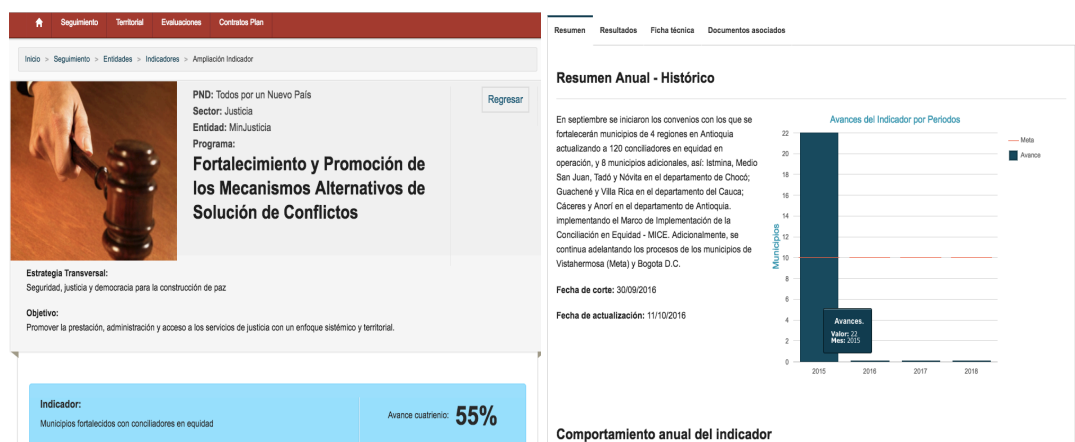 Seguimiento Territorial Evaluaciones Contratos Plan
Inicio > Seguimiento > Entidades > Indicadores > Ampliación Indicador
PND: Todos por un Nuevo País
Sector: Justicia
Entidad: MinJusticia
Programa:
Fortalecimiento y Promoción de
los Mecanismos Alternativos de
Solución de Conflictos
Regresar
Estrategia Transversal:
Seguridad, justicia y democracia para la construcción de paz
Objetivo:
Promover la prestación, administración y acceso a los servicios de justicia con un enfoque sistémico y territorial.
Indicador:
Municipios fortalecidos con conciliadores en equidad
Avance cuatrienio: 55%
Resumen Resultados Ficha técnica Documentos asociados
Resumen Anual - Histórico
En septiembre se iniciaron los convenios con los que se
fortalecerán municipios de 4 regiones en Antioquia
actualizando a 120 conciliadores en equidad en
operación, y 8 municipios adicionales, así: Istmina, Medio
San Juan, Tadó y Nóvita en el departamento de Chocó;
Guachené y Villa Rica en el departamento del Cauca;
Cáceres y Anorí en el departamento de Antioquia.
implementando el Marco de Implementación de la
Conciliación en Equidad - MICE. Adicionalmente, se
continua adelantando los procesos de los municipios de
Vistahermosa (Meta) y Bogota D.C.
Fecha de corte: 30/09/2016
Fecha de actualización: 11/10/2016
Avances del Indicador por Periodos
Municipios
22
20
18
16
14
12
10
8
6
4
2
0
2015 2016 2017 2018
Avances.
Valor: 22
Mes: 2015
Meta
Avance
Comportamiento anual del indicador